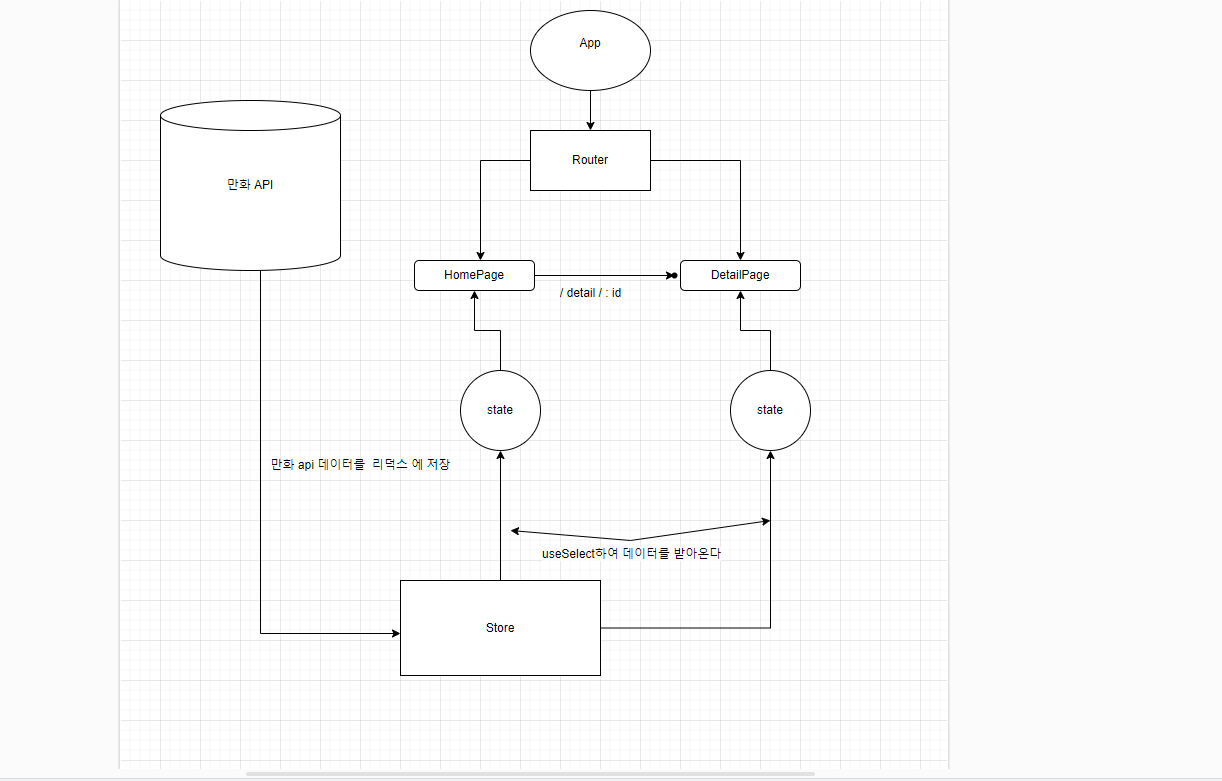 App
Router
만화 API
HomePage
DetailPage
/ detail / : id
state
state
만화 api 데이터를 리덕스 에 저장
useSelect하여 데이터를 받아온다
Store